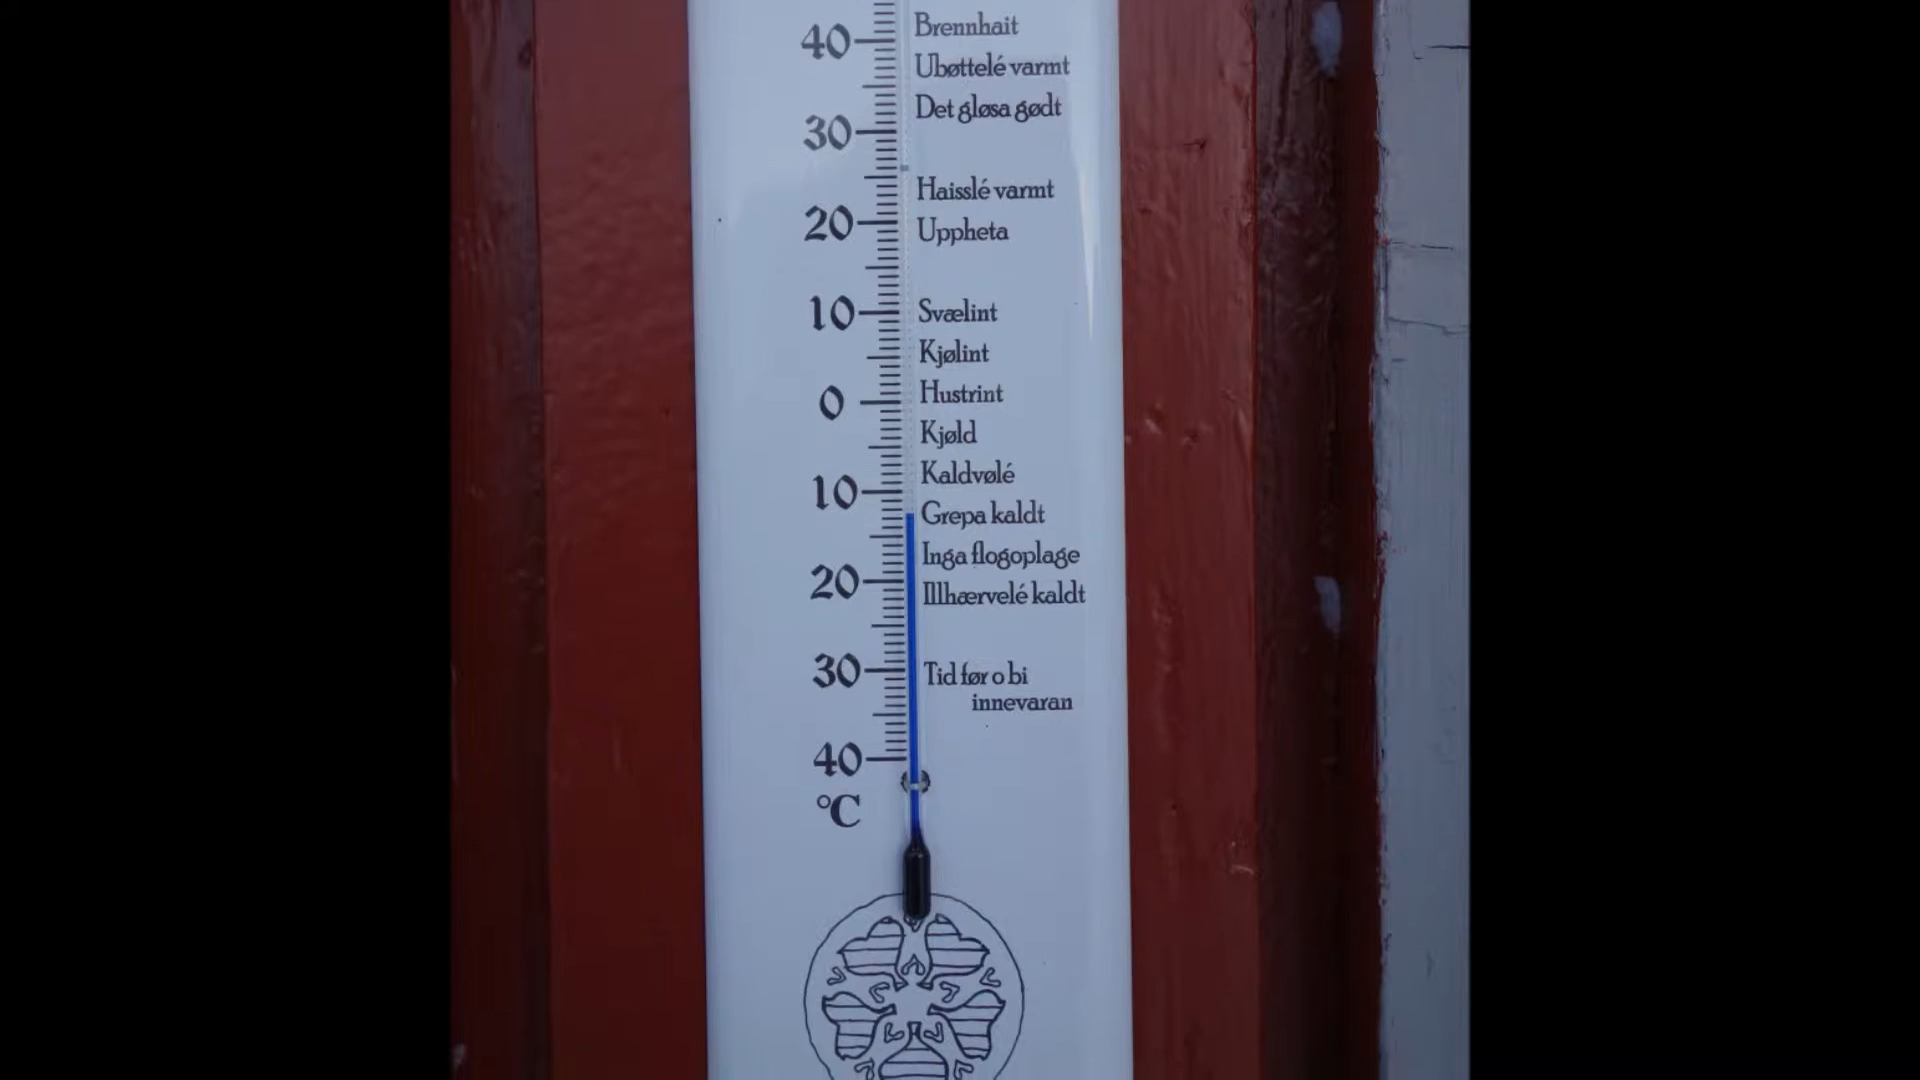 40 Brennhait
Ubøttelé varmt
Det gløsa gødt
30
Haisslé varmt
20 Uppheta
10 Svælint
Kjølint
0 Hustrint
Kjøld
Kaldvølé
10
Grepa kaldt
Inga flogoplage
20 Illhærvelé kaldt
30 Tid før o bi
innevaran
40
°C